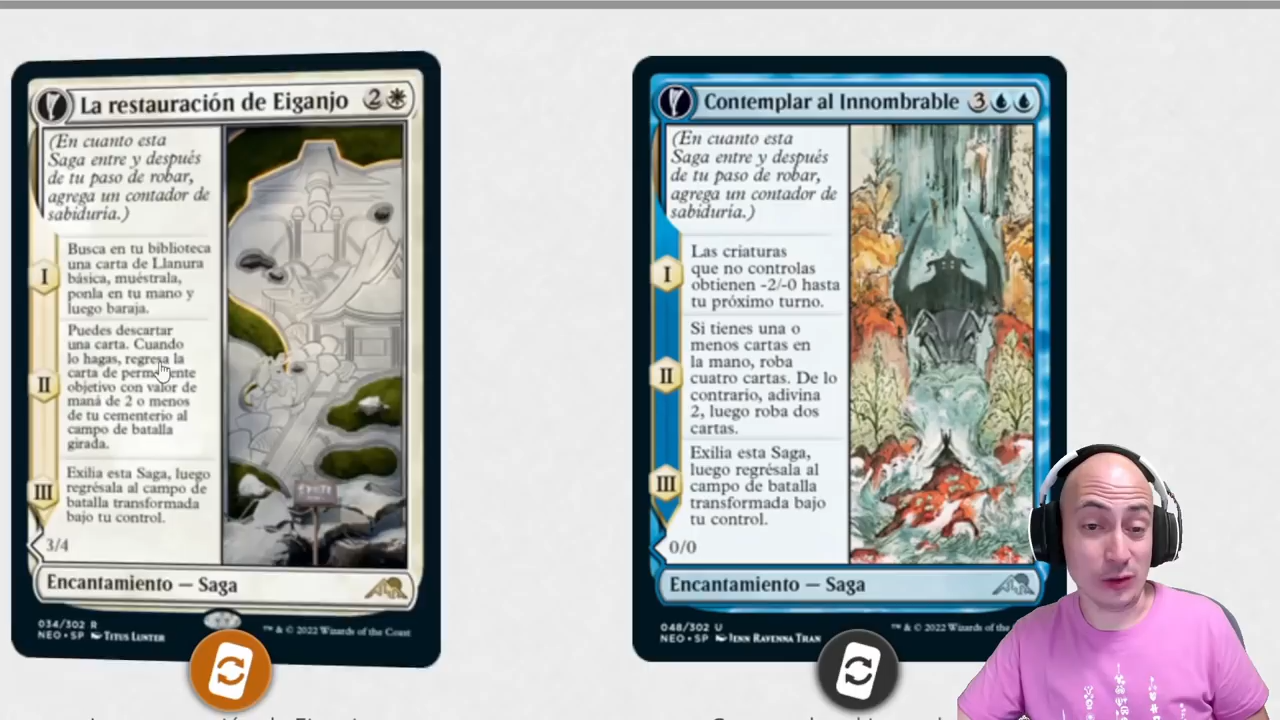 La restauración de Eiganjo 2
(En cuanto esta
Saga entre y después
de tu paso de robar,
agrega un contador de
sabiduría.)
I
Busca en tu biblioteca
una carta de Llanura
básica, muéstrala,
ponla en tu mano y
luego baraja.
II
Puedes descartar
una carta. Cuando
lo hagas, regresa la
carta de permanente
objetivo con valor de
maná de 2 o menos
de tu cementerio al
campo de batalla
girada.
III
Exilia esta Saga, luego
regrésala al campo de
batalla transformada
bajo tu control.
3/4
Encantamiento — Saga
034/302 R
NEO • SP TITUS LUNTER
™ & © 2022 Wizards of the Coast
Contemplar al Innombrable 3
(En cuanto esta
Saga entre y después
de tu paso de robar,
agrega un contador de
sabiduría.)
I
Las criaturas
que no controlas
obtienen -2/-0 hasta
tu próximo turno.
II
Si tienes una o
menos cartas en
la mano, roba
cuatro cartas. De lo
contrario, adivina
2, luego roba dos
cartas.
III
Exilia esta Saga,
luego regrésala al
campo de batalla
transformada bajo
tu control.
0/0
Encantamiento — Saga
048/302 U
NEO • SP JENN RAVENNA TRAN
™ & © 2022 Wizards of the